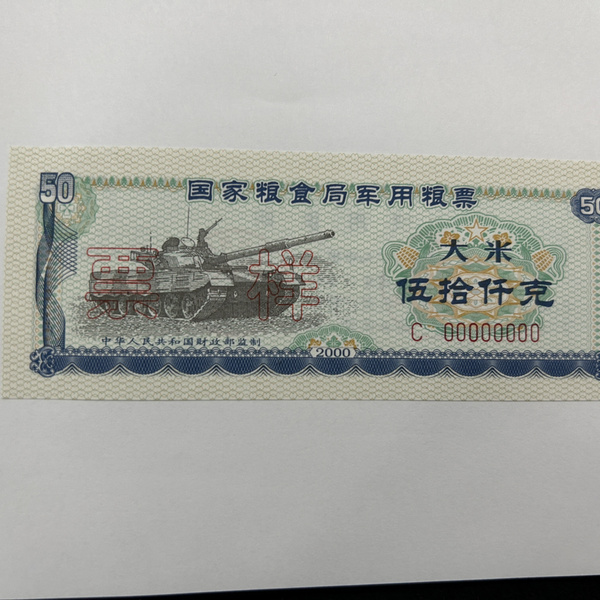 50
国家粮食局军用粮票
50
票样
大米
伍拾仟克
C 00000000
中华人民共和国财政部监制
2000